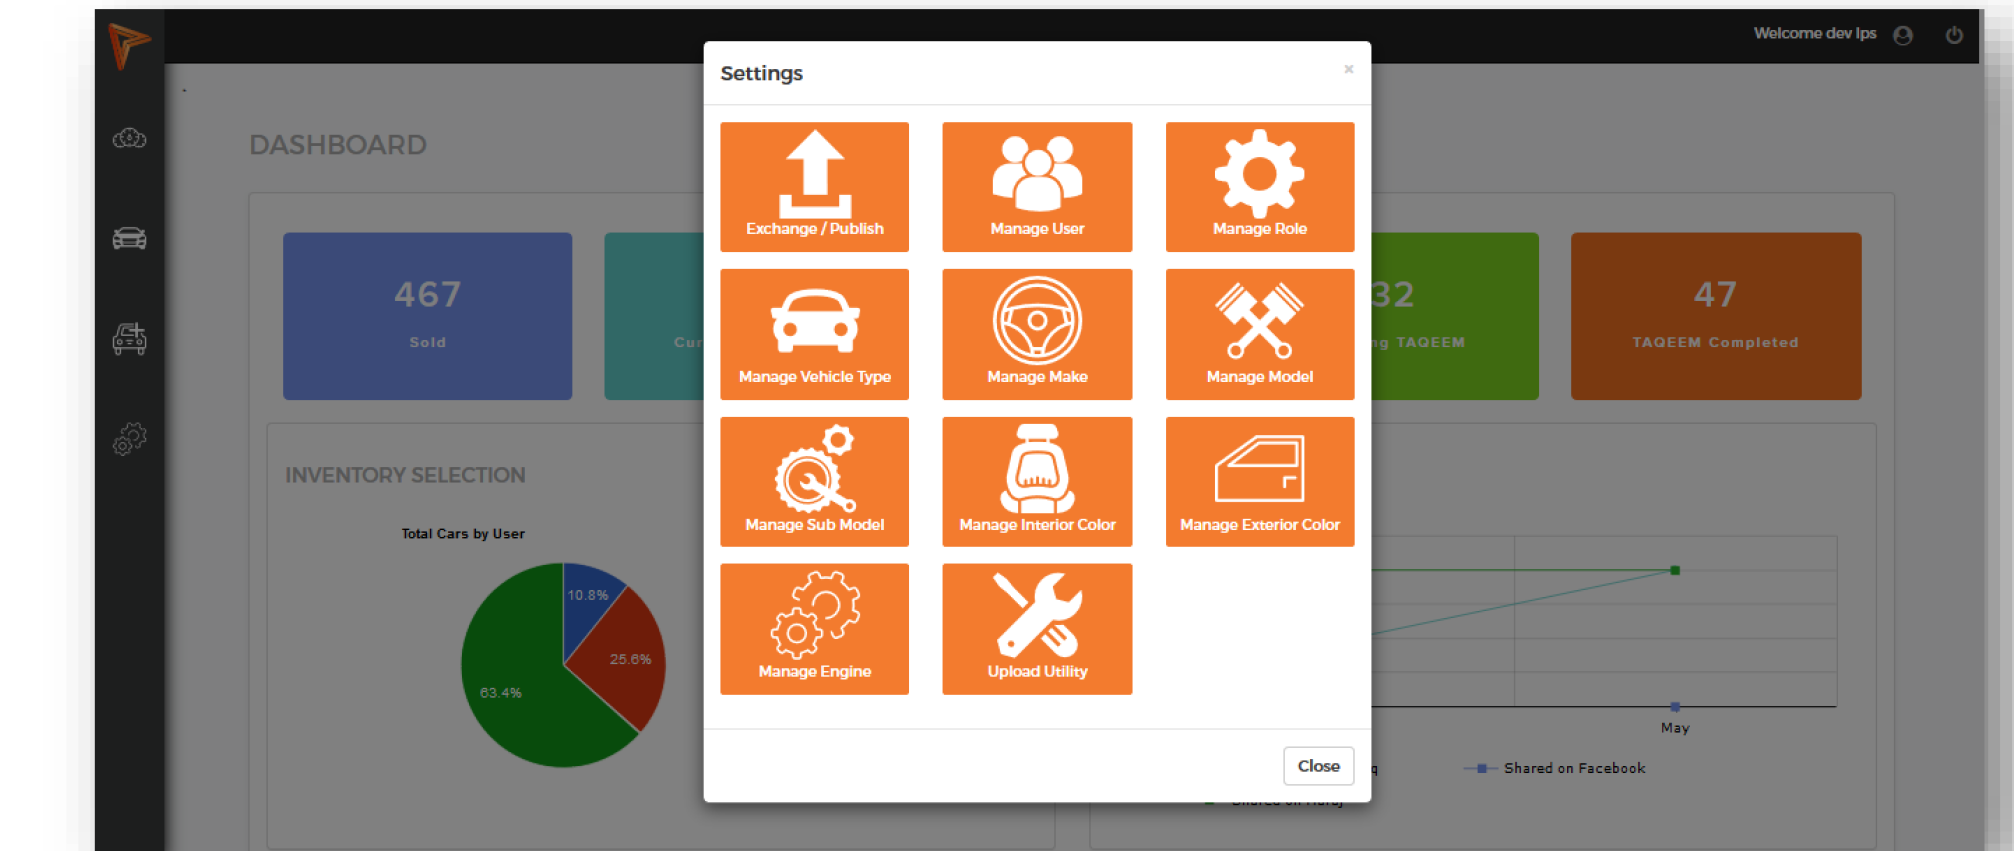 Welcome dev lps
Settings
×
DASHBOARD
Exchange / Publish
Manage User
Manage Role
467
Sold
Cur
32
ng TAQEEM
47
TAQEEM Completed
Manage Vehicle Type
Manage Make
Manage Model
INVENTORY SELECTION
Manage Sub Model
Manage Interior Color
Manage Exterior Color
Total Cars by User
10.8%
25.6%
63.4%
Manage Engine
Upload Utility
May
Close
q
Shared on Facebook
Shared on Haraj